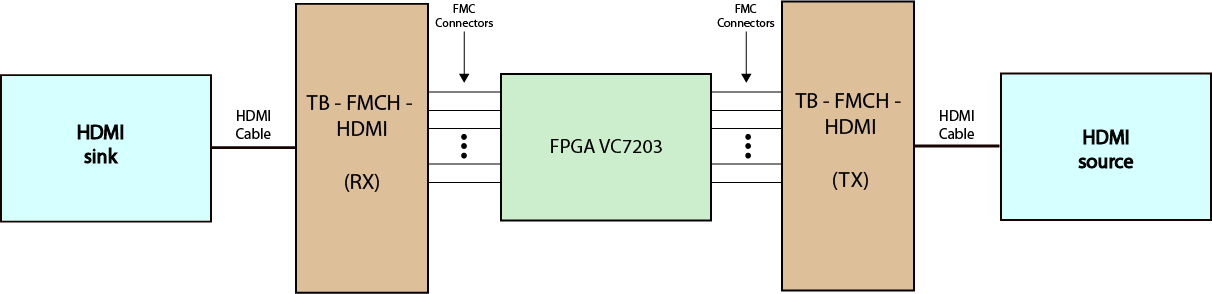 HDMI
sink
HDMI
Cable
TB - FMCH -
HDMI
(RX)
FMC
Connectors
FPGA VC7203
FMC
Connectors
TB - FMCH -
HDMI
(TX)
HDMI
Cable
HDMI
source